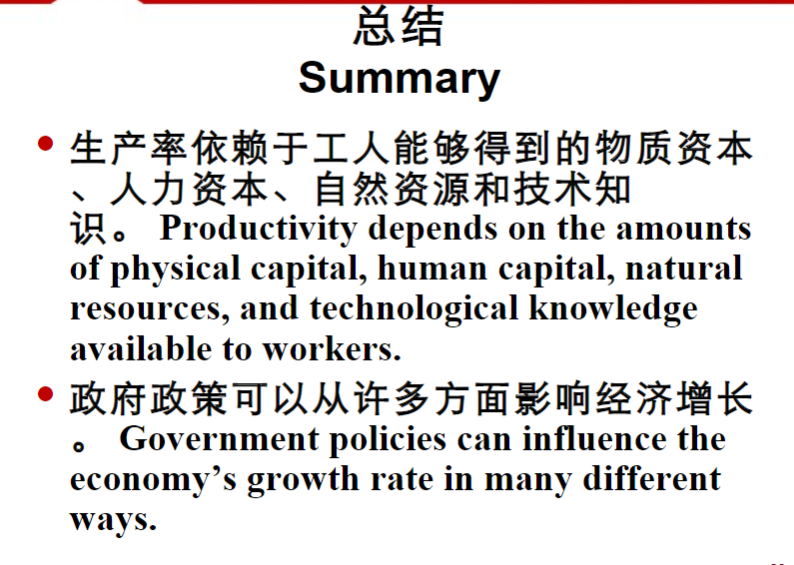 总结
Summary
生产率依赖于工人能够得到的物质资本
、人力资本、自然资源和技术知
识。 Productivity depends on the amounts
of physical capital, human capital, natural
resources, and technological knowledge
available to workers.
政府政策可以从许多方面影响经济增长
。 Government policies can influence the
economy’s growth rate in many different
ways.